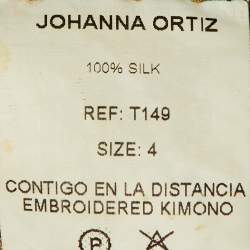 JOHANNA ORTIZ
100% SILK
REF: T149
SIZE: 4
CONTIGO EN LA DISTANCIA
EMBROIDERED KIMONO
P